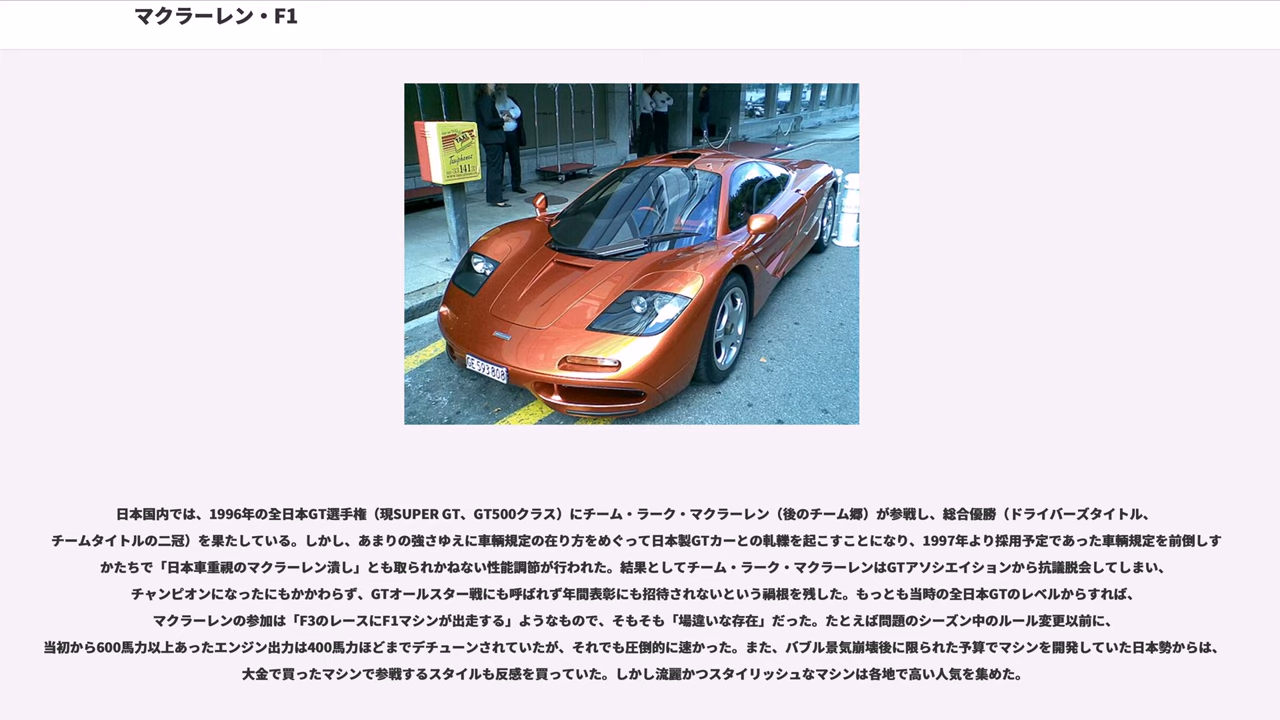 マクラーレン・F1
141
GE 593808
日本国内では、1996年の全日本GT選手権（現SUPER GT、GT500クラス）にチーム・ラーク・マクラーレン（後のチーム郷）が参戦し、総合優勝（ドライバーズタイトル、
チームタイトルの二冠）を果たしている。しかし、あまりの強さゆえに車輌規定の在り方をめぐって日本製GTカーとの軋轢を起こすことになり、1997年より採用予定であった車輌規定を前倒しす
かたちで「日本車重視のマクラーレン潰し」とも取られかねない性能調節が行われた。結果としてチーム・ラーク・マクラーレンはGTアソシエイションから抗議脱会してしまい、
チャンピオンになったにもかかわらず、GTオールスター戦にも呼ばれず年間表彰にも招待されないという禍根を残した。もっとも当時の全日本GTのレベルからすれば、
マクラーレンの参加は「F3のレースにF1マシンが出走する」ようなもので、そもそも「場違いな存在」だった。たとえば問題のシーズン中のルール変更以前に、
当初から600馬力以上あったエンジン出力は400馬力ほどまでデチューンされていたが、それでも圧倒的に速かった。また、バブル景気崩壊後に限られた予算でマシンを開発していた日本勢からは、
大金で買ったマシンで参戦するスタイルも反感を買っていた。しかし流麗かつスタイリッシュなマシンは各地で高い人気を集めた。